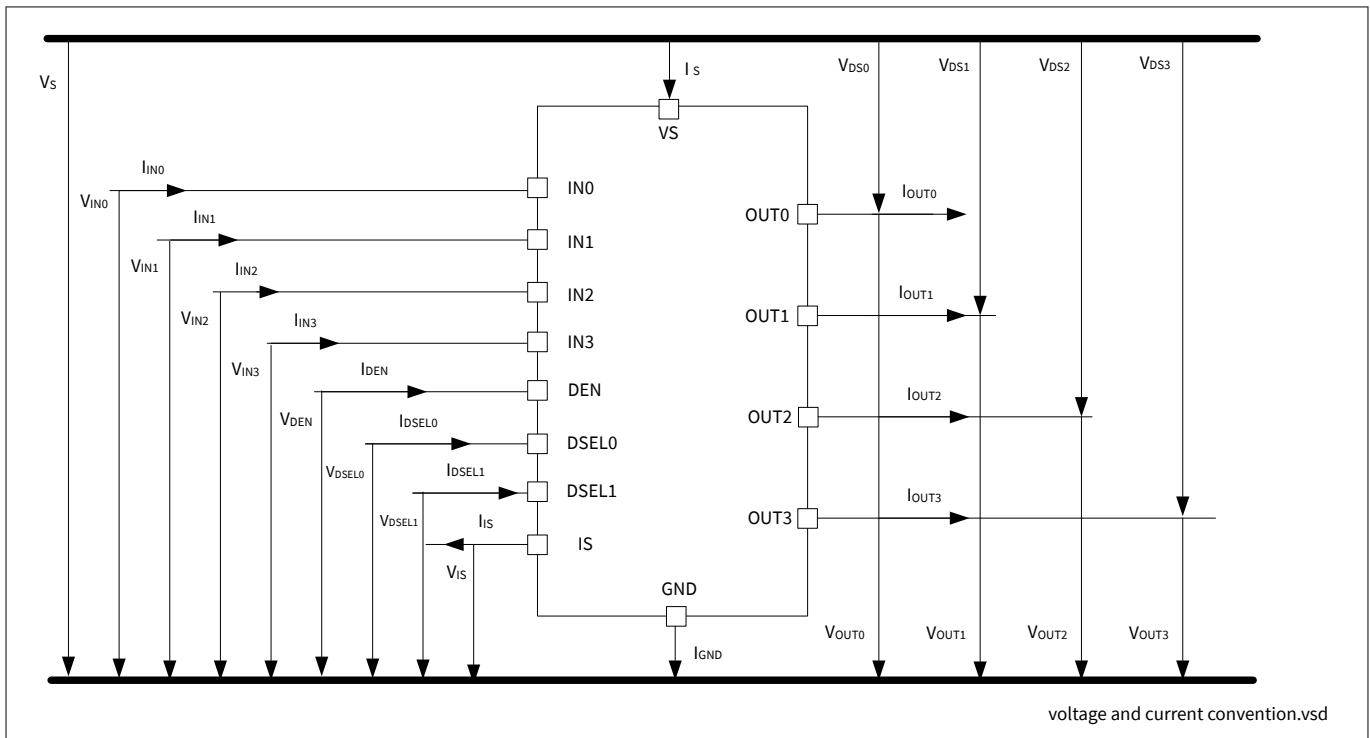 VS
IS
VDS0
VDS1
VDS2
VDS3
VS
IIN0
VIN0
IN0
IOUT0
OUT0
IIN1
VIN1
IN1
IIN2
VIN2
IN2
IOUT1
OUT1
IIN3
VIN3
IN3
IDEN
VDEN
DEN
IOUT2
OUT2
IDSEL0
VDSEL0
DSEL0
IDSEL1
VDSEL1
DSEL1
IOUT3
OUT3
IIS
VIS
IS
GND
IGND
VOUT0
VOUT1
VOUT2
VOUT3
voltage and current convention.vsd